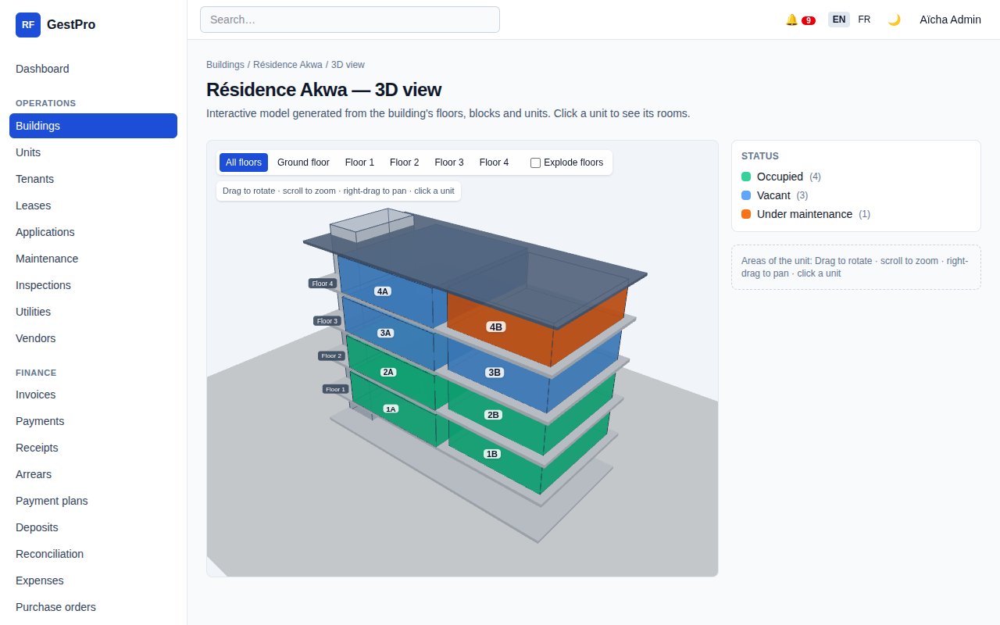 RF GestPro
Search…
🔔 9 EN FR 🌙 Aïcha Admin
Dashboard
OPERATIONS
Buildings
Units
Tenants
Leases
Applications
Maintenance
Inspections
Utilities
Vendors
FINANCE
Invoices
Payments
Receipts
Arrears
Payment plans
Deposits
Reconciliation
Expenses
Purchase orders
Buildings / Résidence Akwa / 3D view
Résidence Akwa — 3D view
Interactive model generated from the building's floors, blocks and units. Click a unit to see its rooms.
All floors Ground floor Floor 1 Floor 2 Floor 3 Floor 4 Explode floors
Drag to rotate · scroll to zoom · right-drag to pan · click a unit
Floor 4
4A
4B
Floor 3
3A
3B
Floor 2
2A
2B
Floor 1
1A
1B
STATUS
Occupied (4)
Vacant (3)
Under maintenance (1)
Areas of the unit: Drag to rotate · scroll to zoom · right-
drag to pan · click a unit